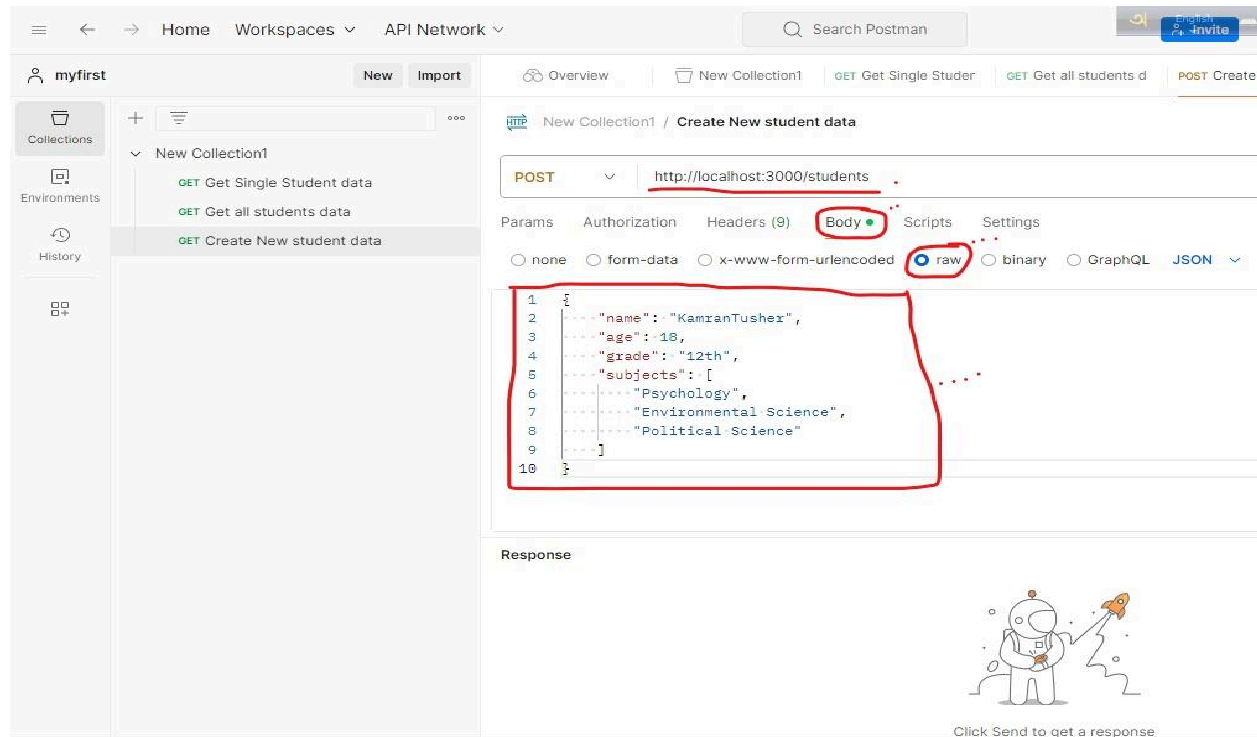 Home Workspaces API Network Search Postman অ English Invite
myfirst New Import
Overview New Collection1 GET Get Single Studer GET Get all students d POST Create
Collections
Environments
History
New Collection1
GET Get Single Student data
GET Get all students data
GET Create New student data
HTTP New Collection1 / Create New student data
POST http://localhost:3000/students
Params Authorization Headers (9) Body Scripts Settings
none form-data x-www-form-urlencoded raw binary GraphQL JSON
1 {
2 "name": "KamranTusher",
3 "age": 18,
4 "grade": "12th",
5 "subjects": [
6 "Psychology",
7 "Environmental Science",
8 "Political Science"
9 ]
10 }
Response
Click Send to get a response